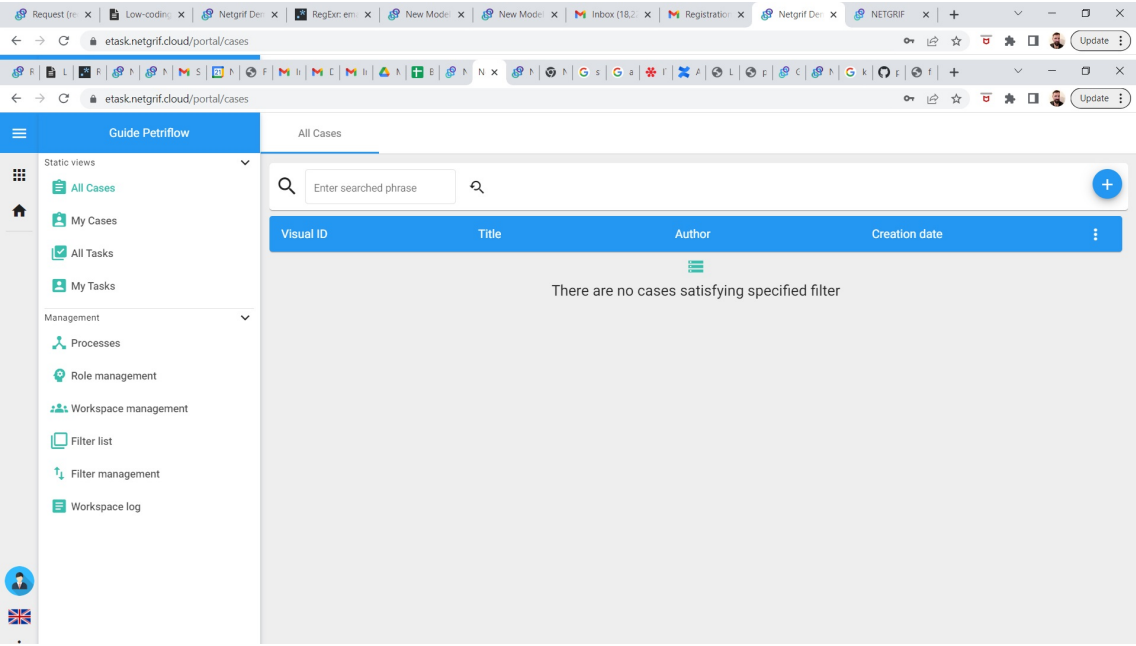 Request (re
Low-coding
Netgrif Der
RegExr: ema
New Model
New Model
Inbox (18,2
Registration
Netgrif Den
NETGRIF
etask.netgrif.cloud/portal/cases
Update
etask.netgrif.cloud/portal/cases
Update
Guide Petriflow
All Cases
Static views
All Cases
Enter searched phrase
My Cases
Visual ID Title Author Creation date
All Tasks
My Tasks
There are no cases satisfying specified filter
Management
Processes
Role management
Workspace management
Filter list
Filter management
Workspace log